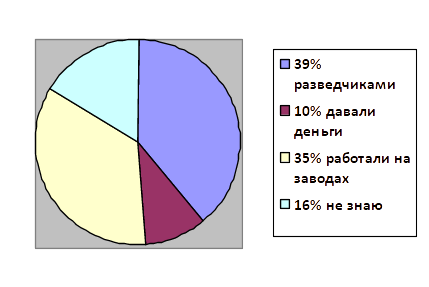 39%
разведчиками
10% давали
деньги
35% работали на
заводах
16% не знаю